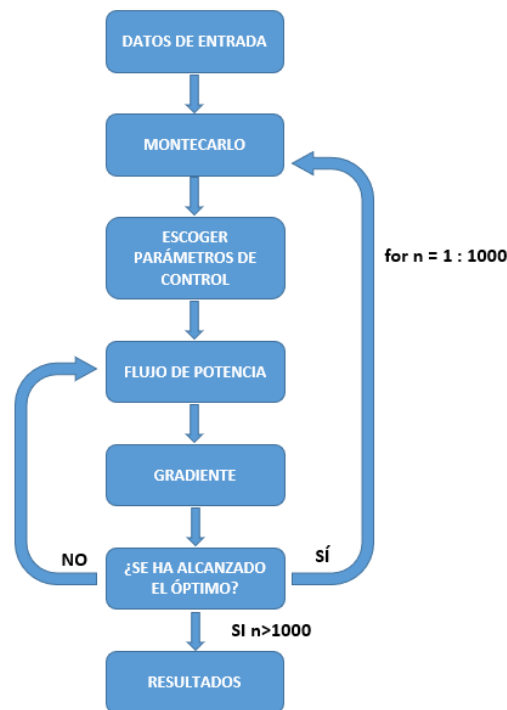 DATOS DE ENTRADA
MONTECARLO
ESCOGER
PARÁMETROS DE
CONTROL
for n = 1 : 1000
FLUJO DE POTENCIA
GRADIENTE
NO
¿SE HA ALCANZADO
EL ÓPTIMO?
SÍ
SI n>1000
RESULTADOS